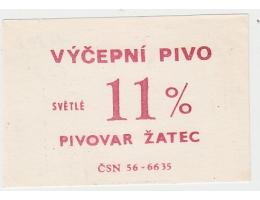 VÝČEPNÍ PIVO
SVĚTLÉ 11%
PIVOVAR ŽATEC
ČSN 56-6635